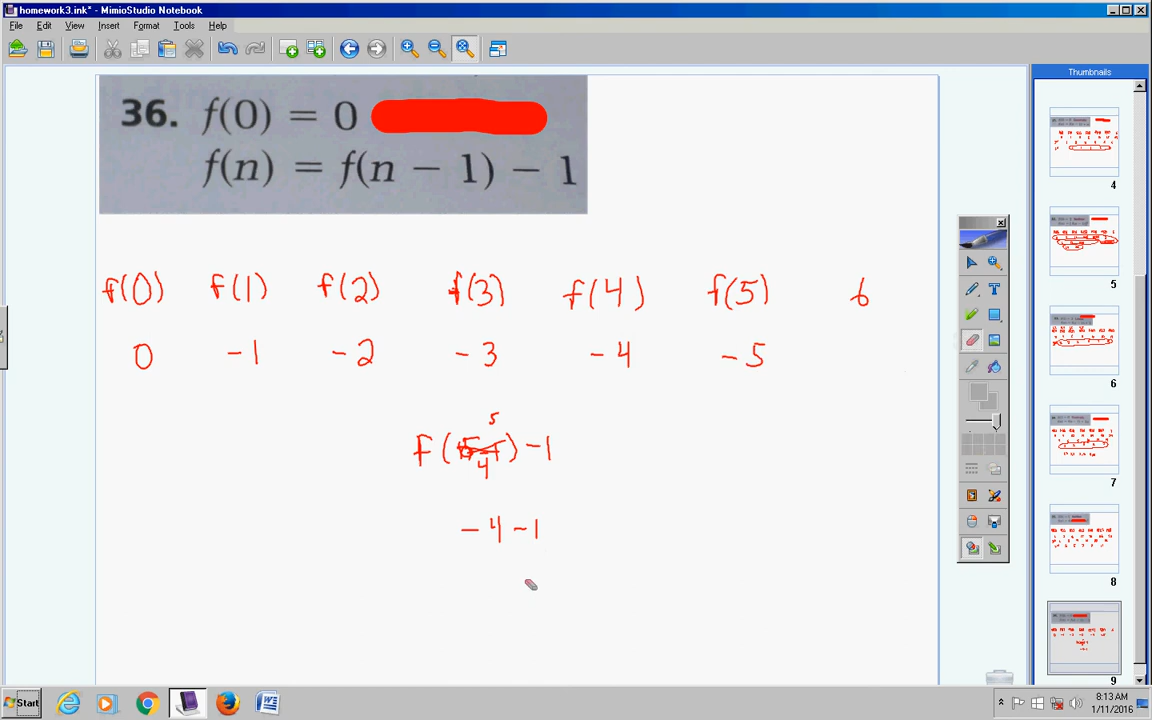 homework3.ink* - MimioStudio Notebook
File Edit View Insert Format Tools Help
Thumbnails
36. f(0) = 0
f(n) = f(n − 1) − 1
f(0) f(1) f(2) f(3) f(4) f(5) 6
0 -1 -2 -3 -4 -5
5
f( ) -1
4
-4 -1
4
5
6
7
8
9
Start
8:13 AM
1/11/2016